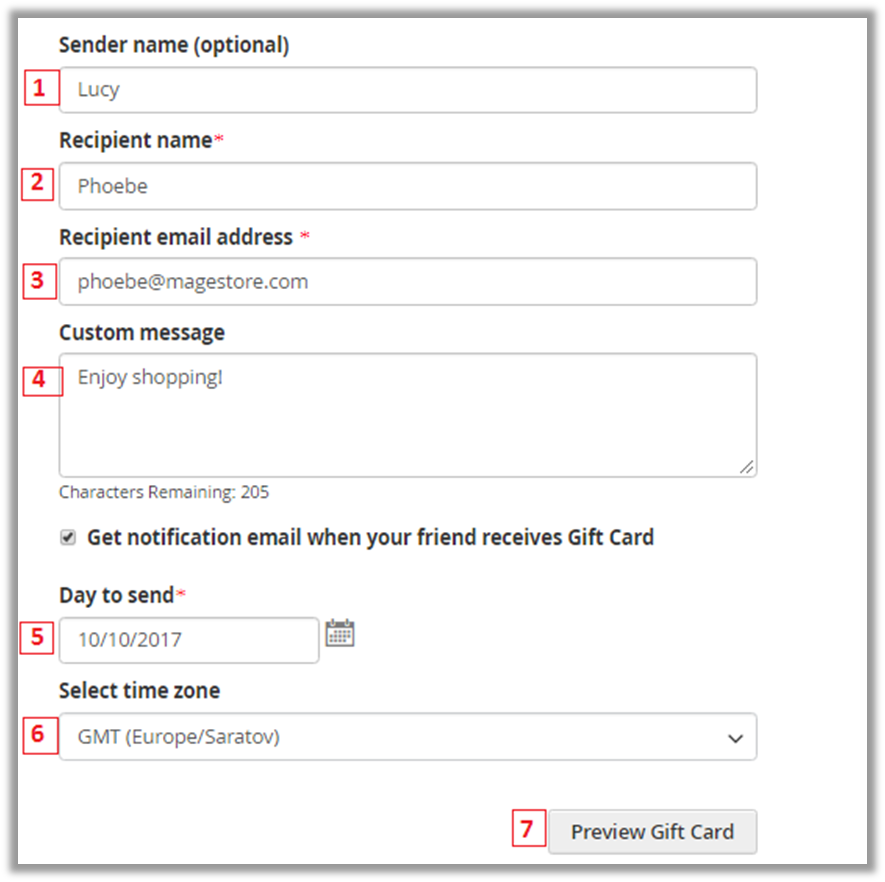 Sender name (optional)
1 Lucy
Recipient name*
2 Phoebe
Recipient email address *
3 phoebe@magestore.com
Custom message
4 Enjoy shopping!
Characters Remaining: 205
Get notification email when your friend receives Gift Card
Day to send*
5 10/10/2017
Select time zone
6 GMT (Europe/Saratov)
7 Preview Gift Card